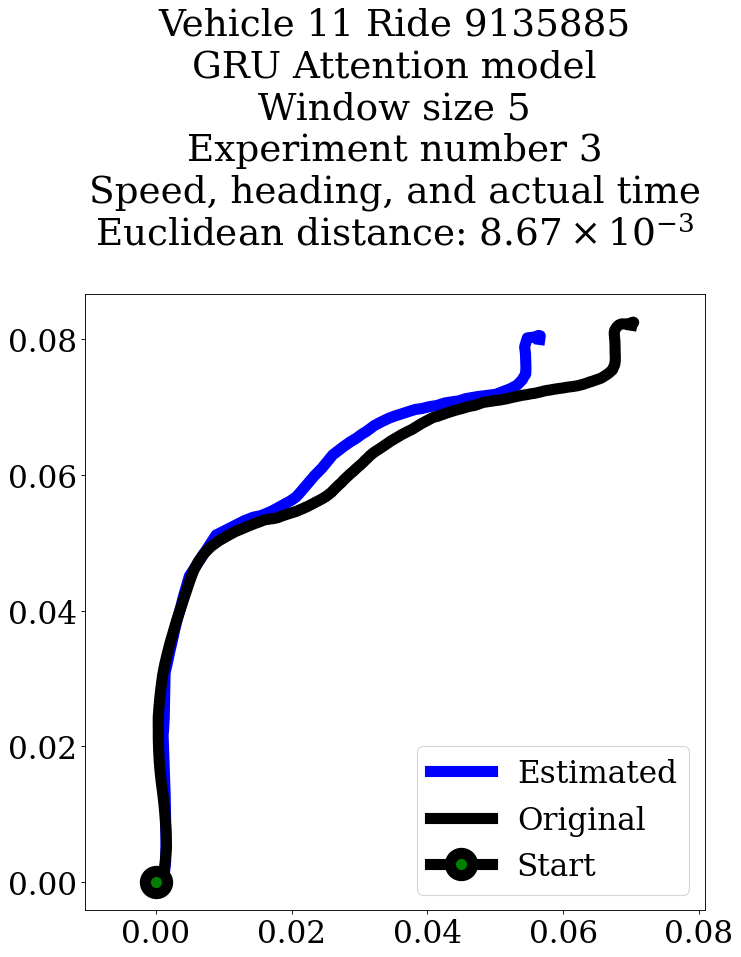 Vehicle 11 Ride 9135885
GRU Attention model
Window size 5
Experiment number 3
Speed, heading, and actual time
Euclidean distance: 8.67 × 10⁻³
0.08
0.06
0.04
0.02
0.00
Estimated
Original
Start
0.00 0.02 0.04 0.06 0.08